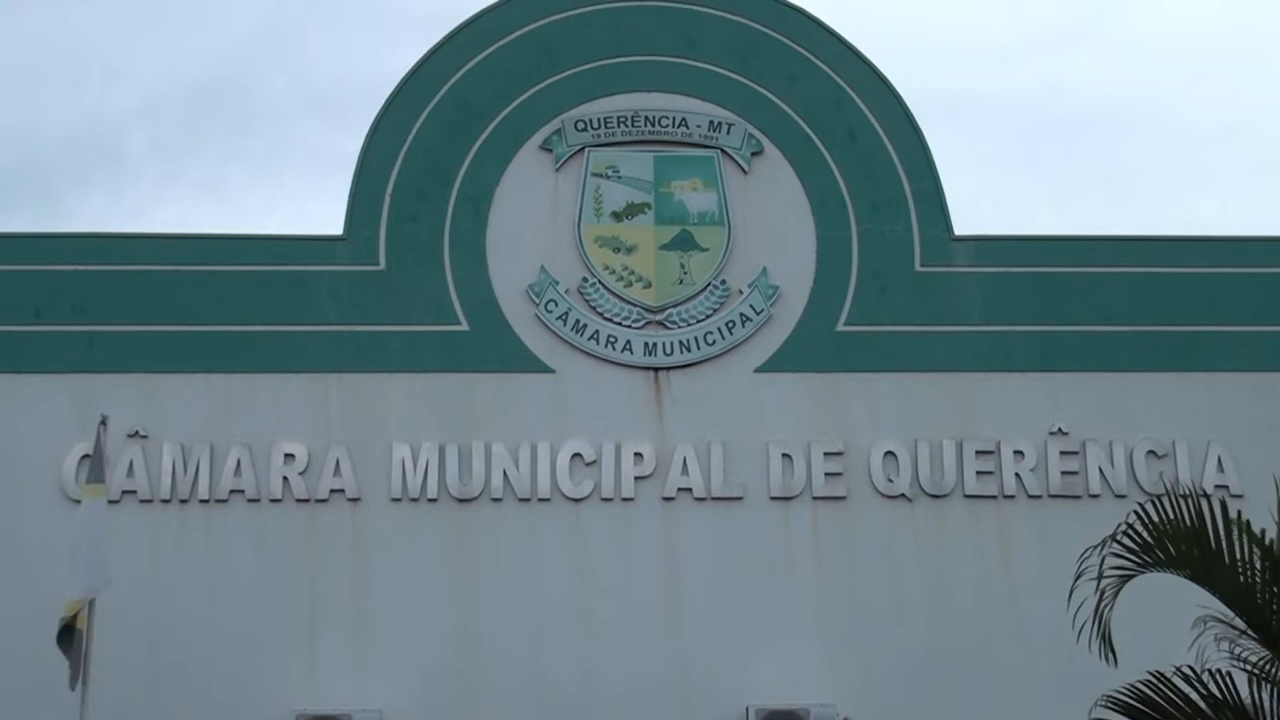 QUERÊNCIA - MT
19 DE DEZEMBRO DE 1991
CÂMARA MUNICIPAL
CÂMARA MUNICIPAL DE QUERÊNCIA